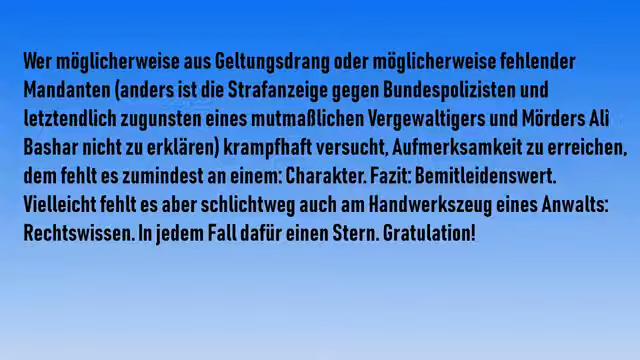 Wer möglicherweise aus Geltungsdrang oder möglicherweise fehlender
Mandanten (anders ist die Strafanzeige gegen Bundespolizisten und
letztendlich zugunsten eines mutmaßlichen Vergewaltigers und Mörders Ali
Bashar nicht zu erklären) krampfhaft versucht, Aufmerksamkeit zu erreichen,
dem fehlt es zumindest an einem: Charakter. Fazit: Bemitleidenswert.
Vielleicht fehlt es aber schlichtweg auch am Handwerkszeug eines Anwalts:
Rechtswissen. In jedem Fall dafür einen Stern. Gratulation!